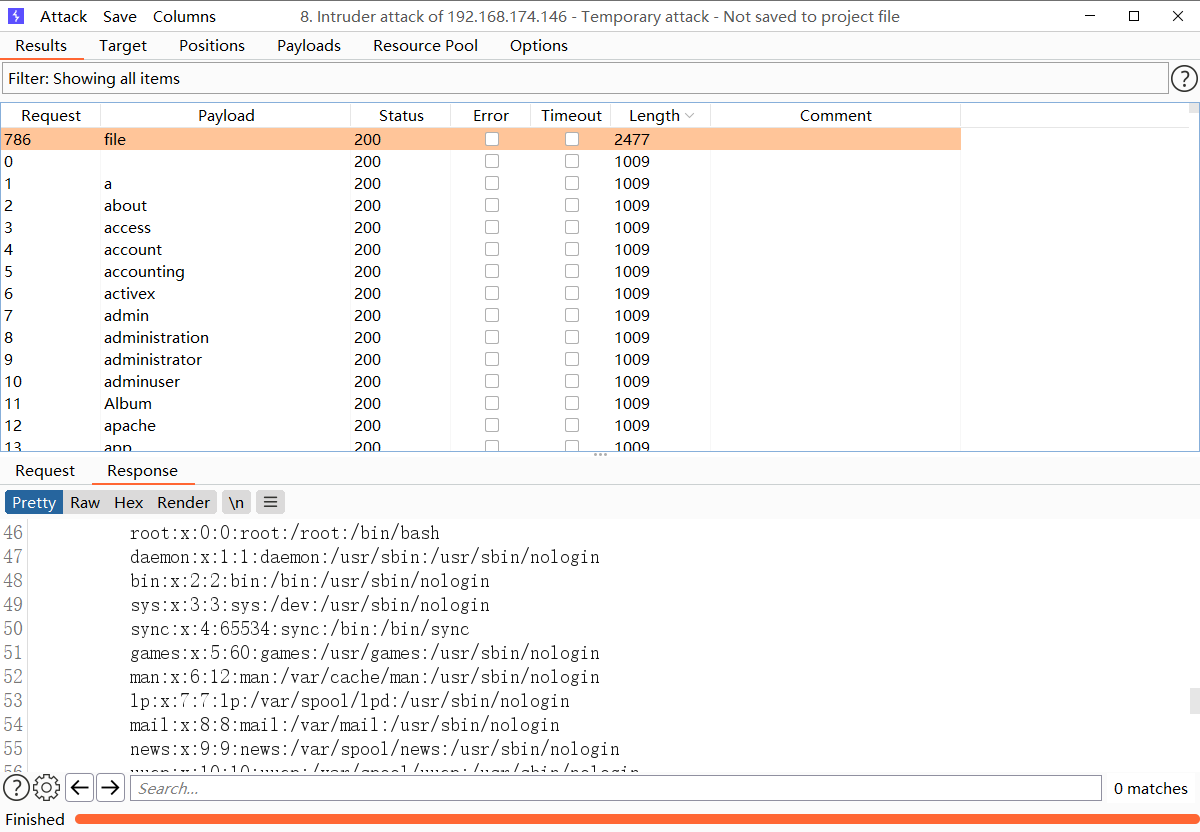 Attack Save Columns 8. Intruder attack of 192.168.174.146 - Temporary attack - Not saved to project file
Results Target Positions Payloads Resource Pool Options
Filter: Showing all items ?
Request Payload Status Error Timeout Length Comment
786 file 200 2477
0 200 1009
1 a 200 1009
2 about 200 1009
3 access 200 1009
4 account 200 1009
5 accounting 200 1009
6 activex 200 1009
7 admin 200 1009
8 administration 200 1009
9 administrator 200 1009
10 adminuser 200 1009
11 Album 200 1009
12 apache 200 1009
13 app 200 1009
Request Response
Pretty Raw Hex Render \n
46 root:x:0:0:root:/root:/bin/bash
47 daemon:x:1:1:daemon:/usr/sbin:/usr/sbin/nologin
48 bin:x:2:2:bin:/bin:/usr/sbin/nologin
49 sys:x:3:3:sys:/dev:/usr/sbin/nologin
50 sync:x:4:65534:sync:/bin:/bin/sync
51 games:x:5:60:games:/usr/games:/usr/sbin/nologin
52 man:x:6:12:man:/var/cache/man:/usr/sbin/nologin
53 lp:x:7:7:lp:/var/spool/lpd:/usr/sbin/nologin
54 mail:x:8:8:mail:/var/mail:/usr/sbin/nologin
55 news:x:9:9:news:/var/spool/news:/usr/sbin/nologin
56 uucp:x:10:10:uucp:/var/spool/uucp:/usr/sbin/nologin
? Search... 0 matches
Finished